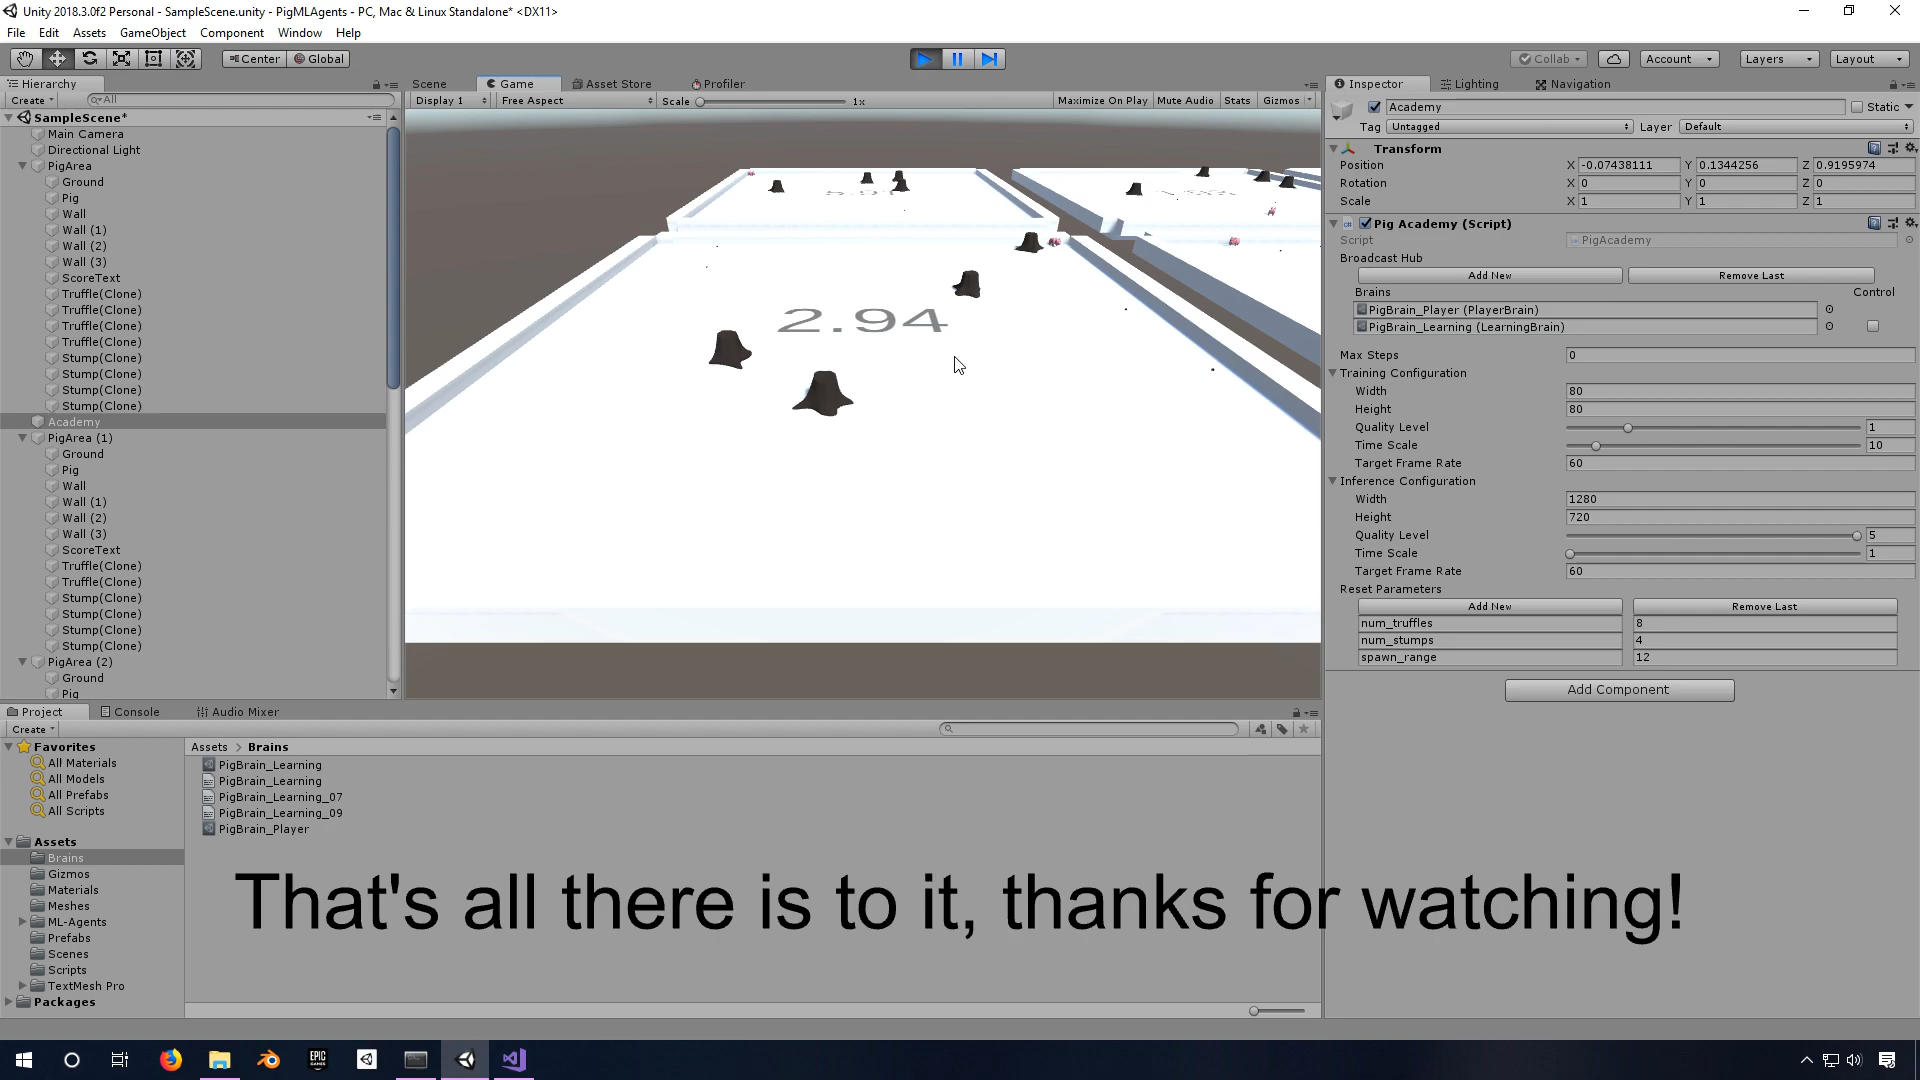 Unity 2018.3.0f2 Personal - SampleScene.unity - PigMLAgents - PC, Mac & Linux Standalone* <DX11>
File Edit Assets GameObject Component Window Help
Center Global Collab Account Layers Layout
Hierarchy
Create All
SampleScene*
Main Camera
Directional Light
PigArea
Ground
Pig
Wall
Wall (1)
Wall (2)
Wall (3)
ScoreText
Truffle(Clone)
Truffle(Clone)
Truffle(Clone)
Truffle(Clone)
Stump(Clone)
Stump(Clone)
Stump(Clone)
Stump(Clone)
Academy
PigArea (1)
Ground
Pig
Wall
Wall (1)
Wall (2)
Wall (3)
ScoreText
Truffle(Clone)
Truffle(Clone)
Stump(Clone)
Stump(Clone)
Stump(Clone)
Stump(Clone)
PigArea (2)
Ground
Pig
Scene Game Asset Store Profiler
Display 1 Free Aspect Scale 1x Maximize On Play Mute Audio Stats Gizmos
2.94
Inspector Lighting Navigation
Academy Static
Tag Untagged Layer Default
Transform
Position X -0.07438111 Y 0.1344256 Z 0.9195974
Rotation X 0 Y 0 Z 0
Scale X 1 Y 1 Z 1
Pig Academy (Script)
Script PigAcademy
Broadcast Hub
Add New Remove Last
Brains Control
PigBrain_Player (PlayerBrain)
PigBrain_Learning (LearningBrain)
Max Steps 0
Training Configuration
Width 80
Height 80
Quality Level 1
Time Scale 10
Target Frame Rate 60
Inference Configuration
Width 1280
Height 720
Quality Level 5
Time Scale 1
Target Frame Rate 60
Reset Parameters
Add New Remove Last
num_truffles 8
num_stumps 4
spawn_range 12
Add Component
Project Console Audio Mixer
Create
Favorites
All Materials
All Models
All Prefabs
All Scripts
Assets
Brains
Gizmos
Materials
Meshes
ML-Agents
Prefabs
Scenes
Scripts
TextMesh Pro
Packages
Assets > Brains
PigBrain_Learning
PigBrain_Learning
PigBrain_Learning_07
PigBrain_Learning_09
PigBrain_Player
That's all there is to it, thanks for watching!
EPIC GAMES